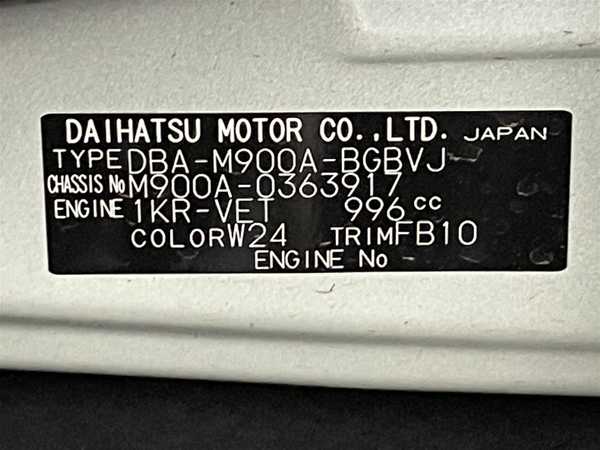 DAIHATSU MOTOR CO.,LTD. JAPAN
TYPE DBA-M900A-BGBVJ
CHASSIS No M900A-0363917
ENGINE 1KR-VET 996 cc
COLOR W24 TRIM FB10
ENGINE No